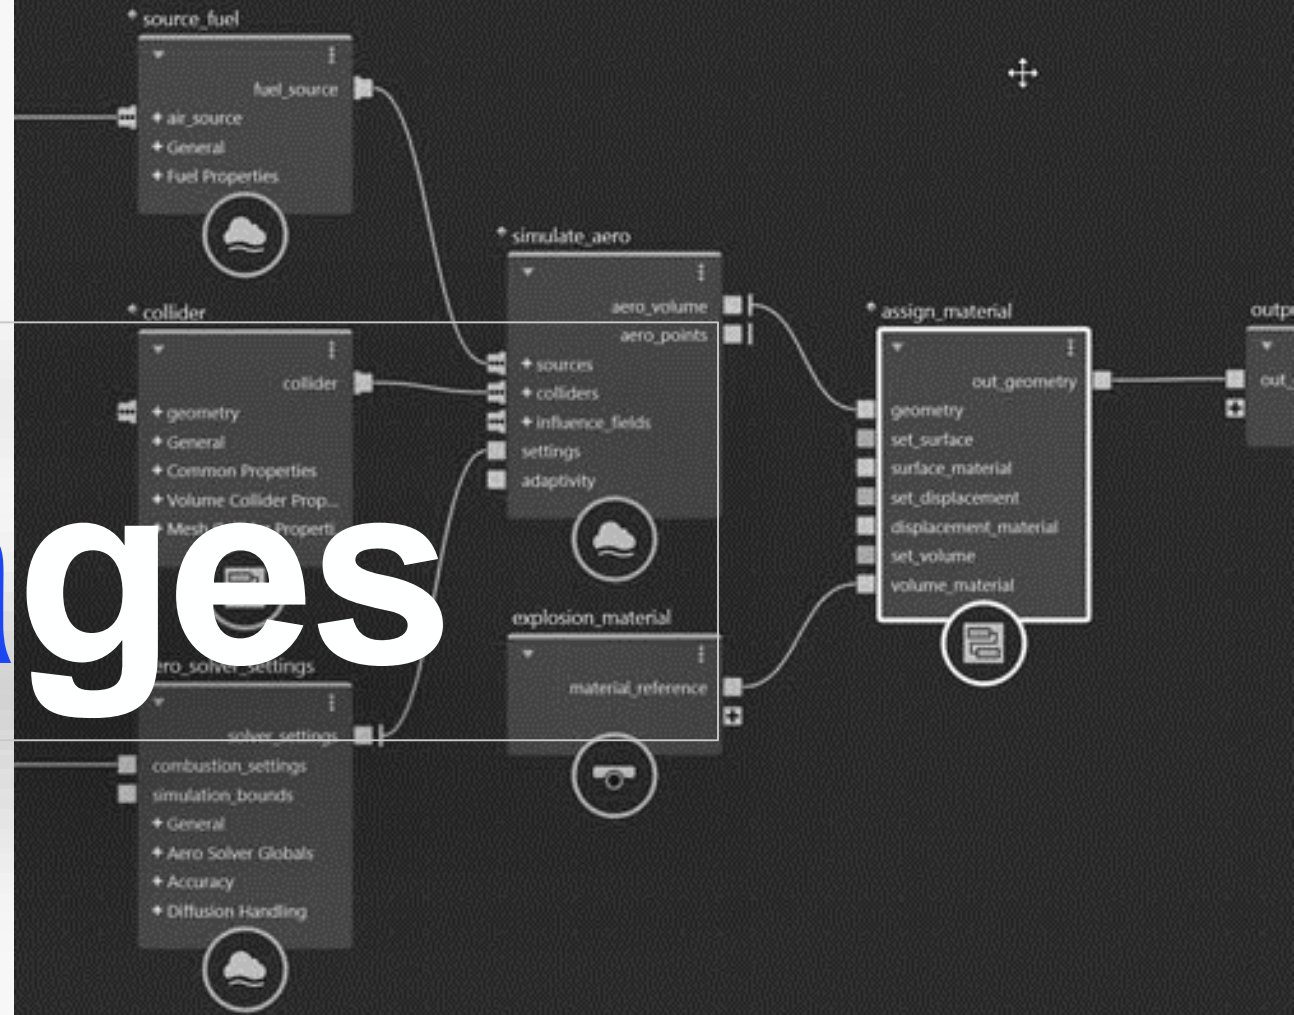 source_fuel
fuel_source
air_source
General
Fuel Properties
collider
collider
geometry
General
Common Properties
Volume Collider Prop...
ges
solver_settings
combustion_settings
simulation_bounds
General
Aero Solver Globals
Accuracy
Diffusion Handling
simulate_aero
aero_volume
aero_points
sources
colliders
influence_fields
settings
adaptivity
explosion_material
material_reference
assign_material
out_geometry
geometry
set_surface
surface_material
set_displacement
displacement_material
set_volume
volume_material
outp
out_